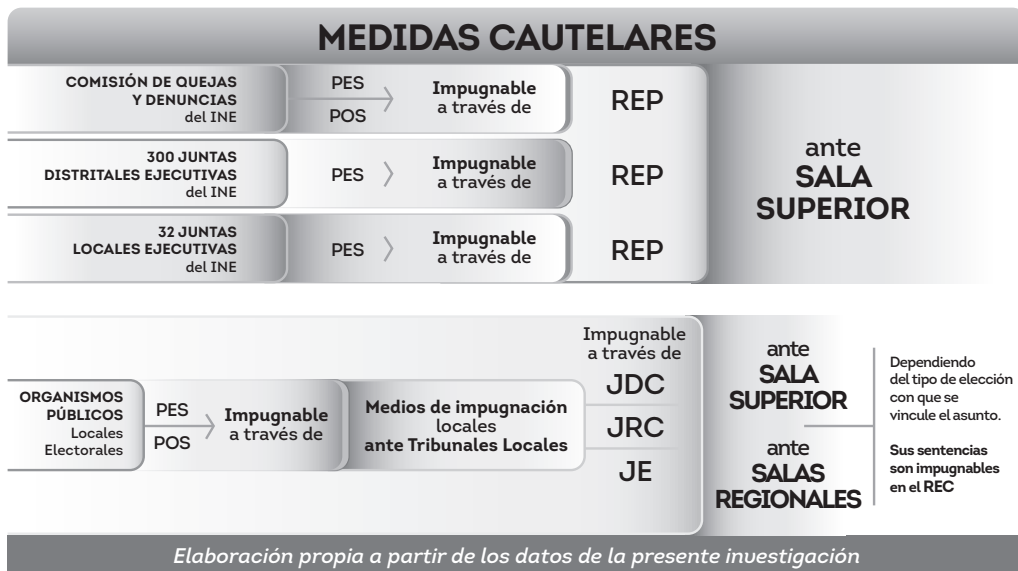 MEDIDAS CAUTELARES
COMISIÓN DE QUEJAS
Y DENUNCIAS
del INE
PES
POS
Impugnable
a través de
REP
300 JUNTAS
DISTRITALES EJECUTIVAS
del INE
PES
Impugnable
a través de
REP
32 JUNTAS
LOCALES EJECUTIVAS
del INE
PES
Impugnable
a través de
REP
ante
SALA
SUPERIOR
ORGANISMOS
PÚBLICOS
Locales
Electorales
PES
POS
Impugnable
a través de
Medios de impugnación
locales
ante Tribunales Locales
Impugnable
a través de
JDC
JRC
JE
ante
SALA
SUPERIOR
ante
SALAS
REGIONALES
Dependiendo
del tipo de elección
con que se
vincule el asunto.
Sus sentencias
son impugnables
en el REC
Elaboración propia a partir de los datos de la presente investigación